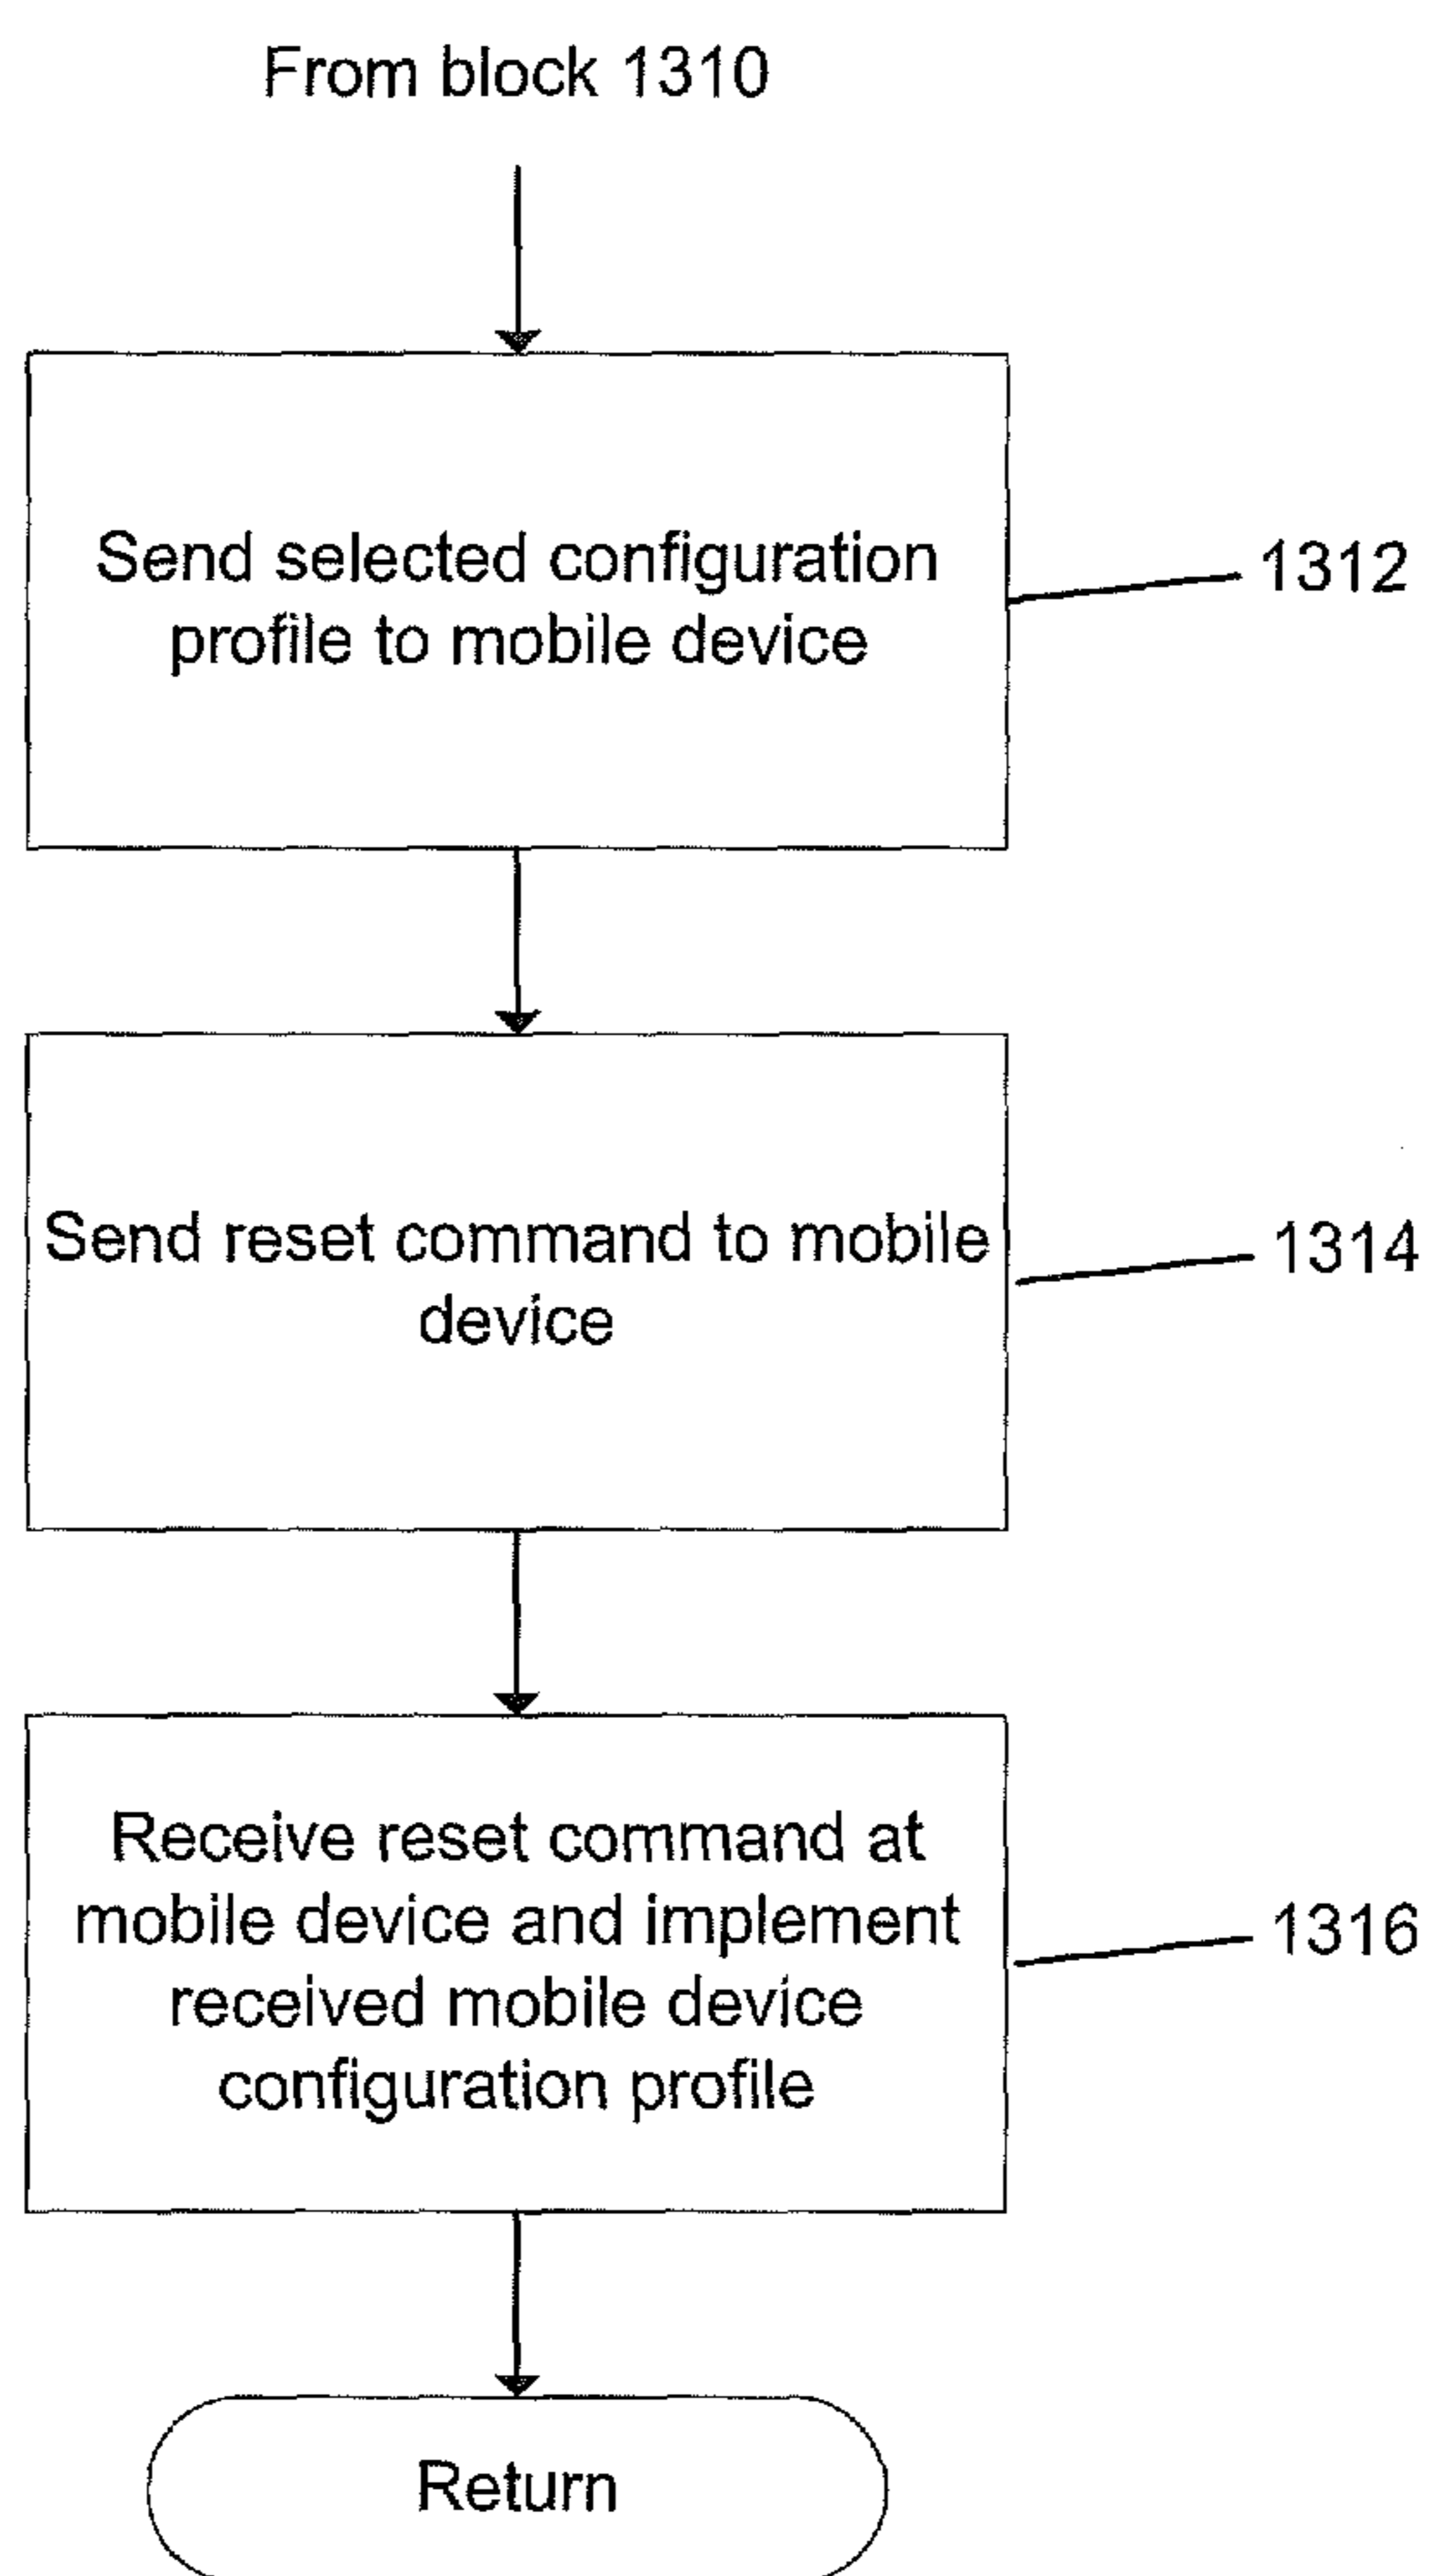 From block 1310
Send selected configuration
profile to mobile device
1312
Send reset command to mobile
device
1314
Receive reset command at
mobile device and implement
received mobile device
configuration profile
1316
Return